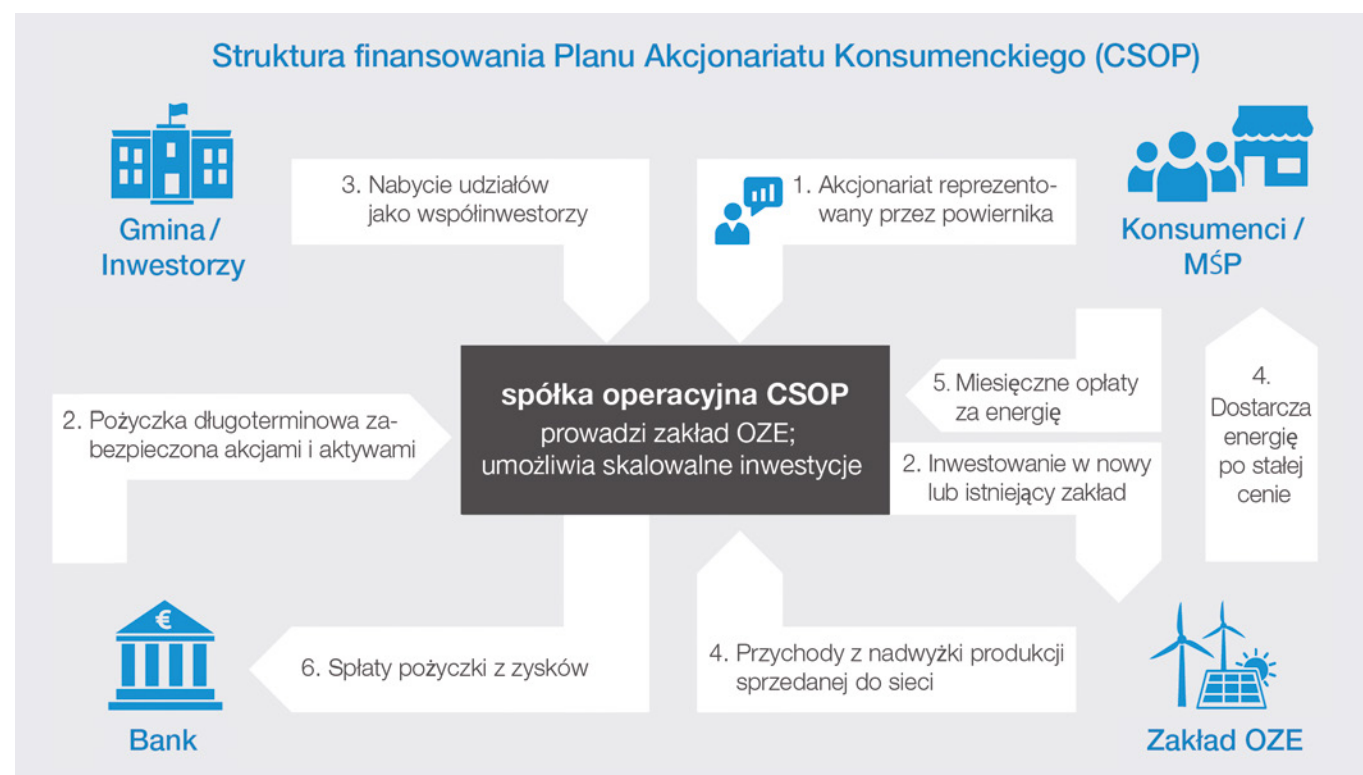 Struktura finansowania Planu Akcjonariatu Konsumenckiego (CSOP)
Gmina /
Inwestorzy
3. Nabycie udziałów
jako współinwestorzy
1. Akcjonariat reprezento-
wany przez powiernika
Konsumenci /
MŚP
2. Pożyczka długoterminowa za-
bezpieczona akcjami i aktywami
spółka operacyjna CSOP
prowadzi zakład OZE;
umożliwia skalowalne inwestycje
5. Miesięczne opłaty
za energię
2. Inwestowanie w nowy
lub istniejący zakład
4.
Dostarcza
energię
po stałej
cenie
€
Bank
6. Spłaty pożyczki z zysków
4. Przychody z nadwyżki produkcji
sprzedanej do sieci
Zakład OZE